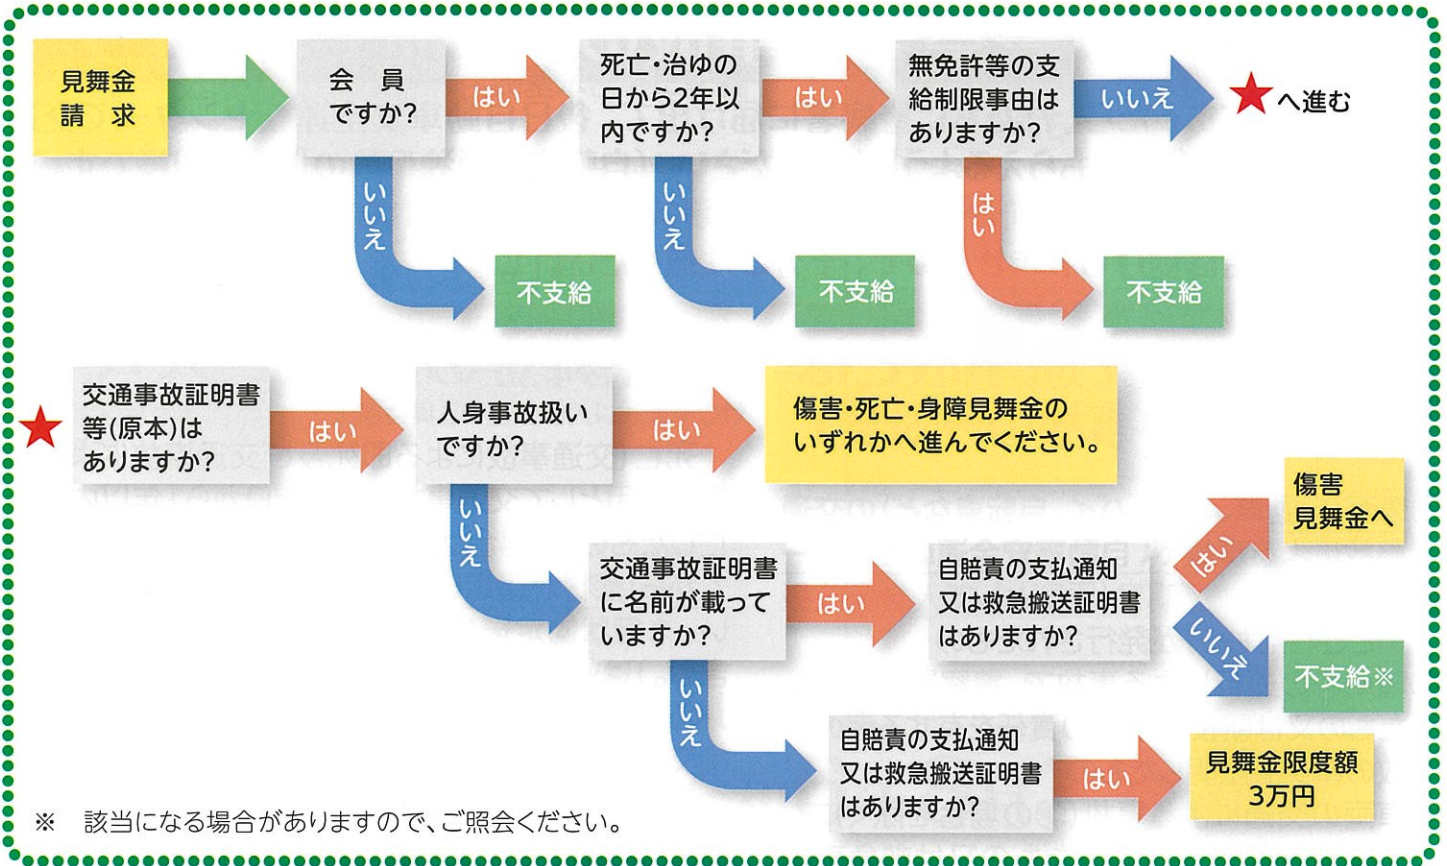 見舞金
請　求
会　員
ですか?
はい
死亡・治ゆの
日から2年以
内ですか?
はい
無免許等の支
給制限事由は
ありますか?
いいえ
★へ進む
いいえ
不支給
いいえ
不支給
はい
不支給
★
交通事故証明書
等(原本)は
ありますか?
はい
人身事故扱い
ですか?
はい
傷害・死亡・身障見舞金の
いずれかへ進んでください。
いいえ
交通事故証明書
に名前が載って
いますか?
はい
自賠責の支払通知
又は救急搬送証明書
はありますか?
はい
傷害
見舞金へ
いいえ
不支給※
いいえ
自賠責の支払通知
又は救急搬送証明書
はありますか?
はい
見舞金限度額
3万円
※　該当になる場合がありますので、ご照会ください。